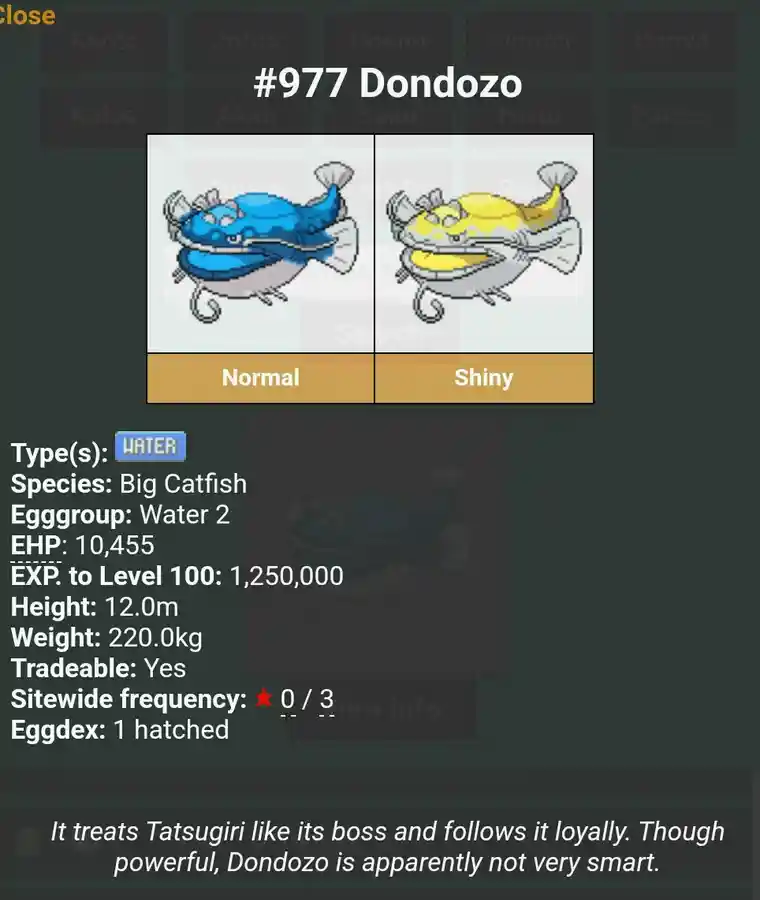 Close
#977 Dondozo
Normal
Shiny
Type(s): WATER
Species: Big Catfish
Egggroup: Water 2
EHP: 10,455
EXP. to Level 100: 1,250,000
Height: 12.0m
Weight: 220.0kg
Tradeable: Yes
Sitewide frequency: 0 / 3
Eggdex: 1 hatched
It treats Tatsugiri like its boss and follows it loyally. Though
powerful, Dondozo is apparently not very smart.